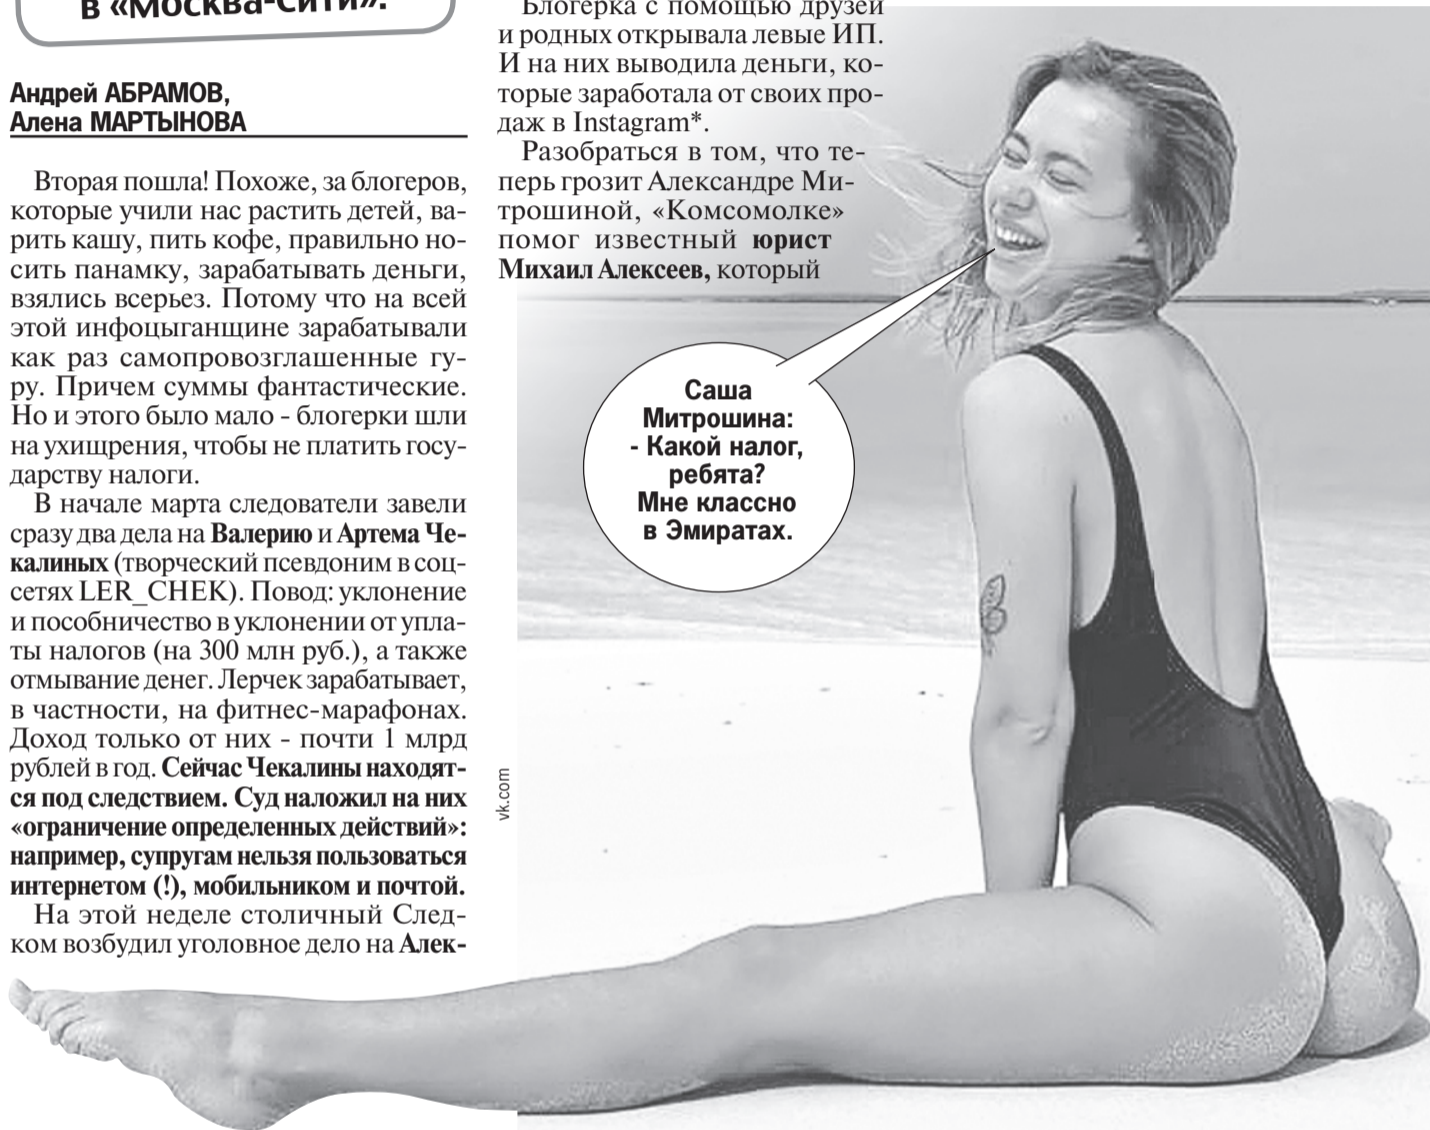 в «Москва-Сити».
Андрей АБРАМОВ,
Алена МАРТЫНОВА
Вторая пошла! Похоже, за блогеров,
которые учили нас растить детей, ва-
рить кашу, пить кофе, правильно но-
сить панамку, зарабатывать деньги,
взялись всерьез. Потому что на всей
этой инфоцыганщине зарабатывали
как раз самопровозглашенные гу-
ру. Причем суммы фантастические.
Но и этого было мало - блогерки шли
на ухищрения, чтобы не платить госу-
дарству налоги.
В начале марта следователи завели
сразу два дела на Валерию и Артема Че-
калиных (творческий псевдоним в соц-
сетях LER_CHEK). Повод: уклонение
и пособничество в уклонении от упла-
ты налогов (на 300 млн руб.), а также
отмывание денег. Лерчек зарабатывает,
в частности, на фитнес-марафонах.
Доход только от них - почти 1 млрд
рублей в год. Сейчас Чекалины находят-
ся под следствием. Суд наложил на них
«ограничение определенных действий»:
например, супругам нельзя пользоваться
интернетом (!), мобильником и почтой.
На этой неделе столичный След-
ком возбудил уголовное дело на Алек-
Блогерка с помощью друзей
и родных открывала левые ИП.
И на них выводила деньги, ко-
торые заработала от своих про-
даж в Instagram*.
Разобраться в том, что те-
перь грозит Александре Ми-
трошиной, «Комсомолке»
помог известный юрист
Михаил Алексеев, который
Саша
Митрошина:
- Какой налог,
ребята?
Мне классно
в Эмиратах.
vk.com